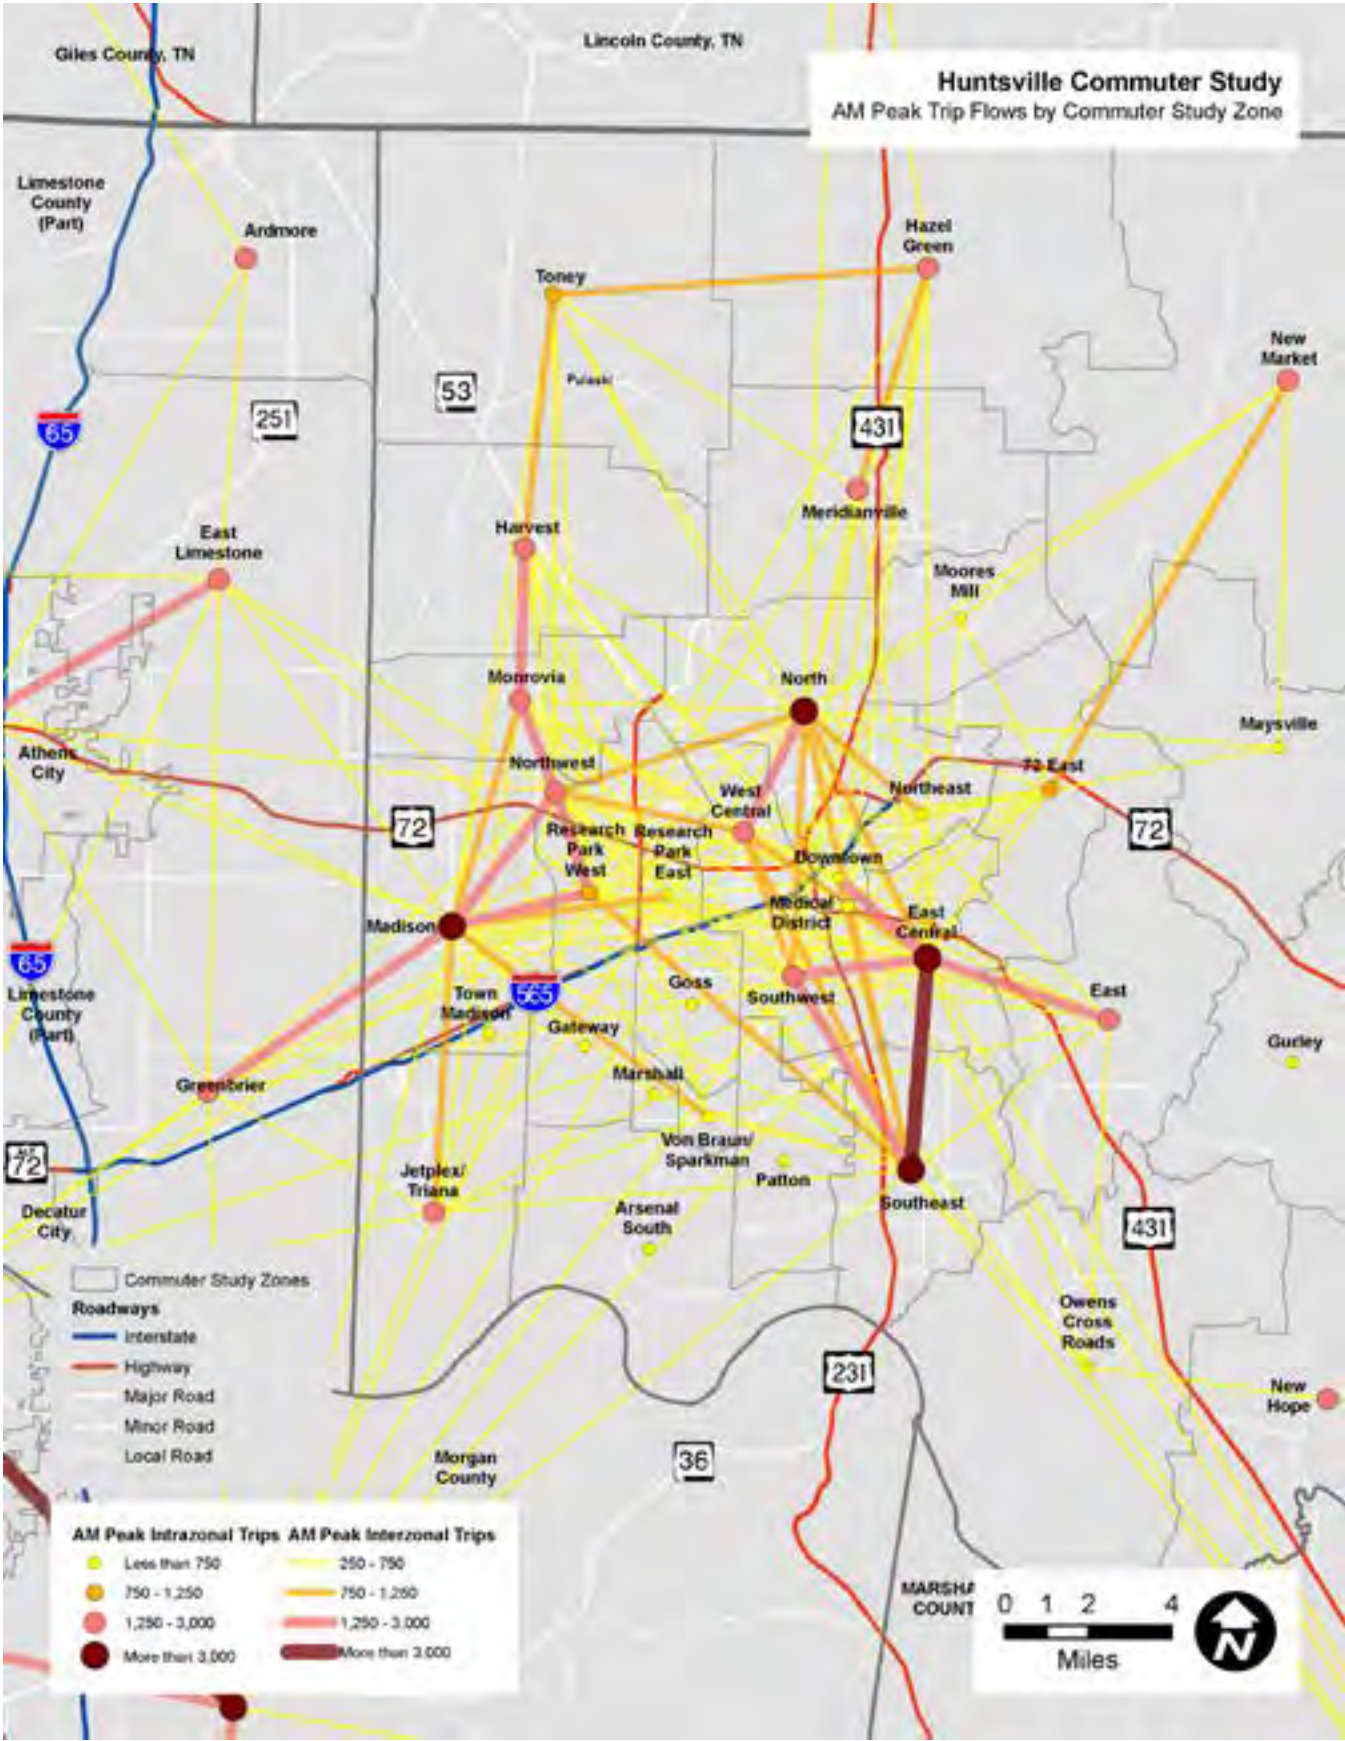 Giles County, TN
Lincoln County, TN
Huntsville Commuter Study
AM Peak Trip Flows by Commuter Study Zone
Limestone
County
(Part)
Ardmore
Hazel
Green
Toney
New
Market
Pulaski
53
251
65
431
Meridianville
Harvest
East
Limestone
Moores
Mill
Monrovia
North
Maysville
Athens
City
Northwest
72 East
West
Central
Northeast
72
72
Research
Park
West
Research
Park
East
Downtown
Medical
District
East
Central
Madison
65
Limestone
County
(Part)
565
Town
Madison
Goss
Southwest
East
Gateway
Gurley
Marshall
Greenbrier
Von Braun/
Sparkman
72
Patton
Jetplex/
Triana
Southeast
Decatur
City
Arsenal
South
431
Commuter Study Zones
Roadways
Interstate
Highway
Major Road
Minor Road
Local Road
Owens
Cross
Roads
231
New
Hope
36
Morgan
County
AM Peak Intrazonal Trips
Less than 750
750 - 1,250
1,250 - 3,000
More than 3,000
AM Peak Interzonal Trips
250 - 750
750 - 1,250
1,250 - 3,000
More than 3,000
MARSHA
COUNT
0 1 2 4
Miles
N